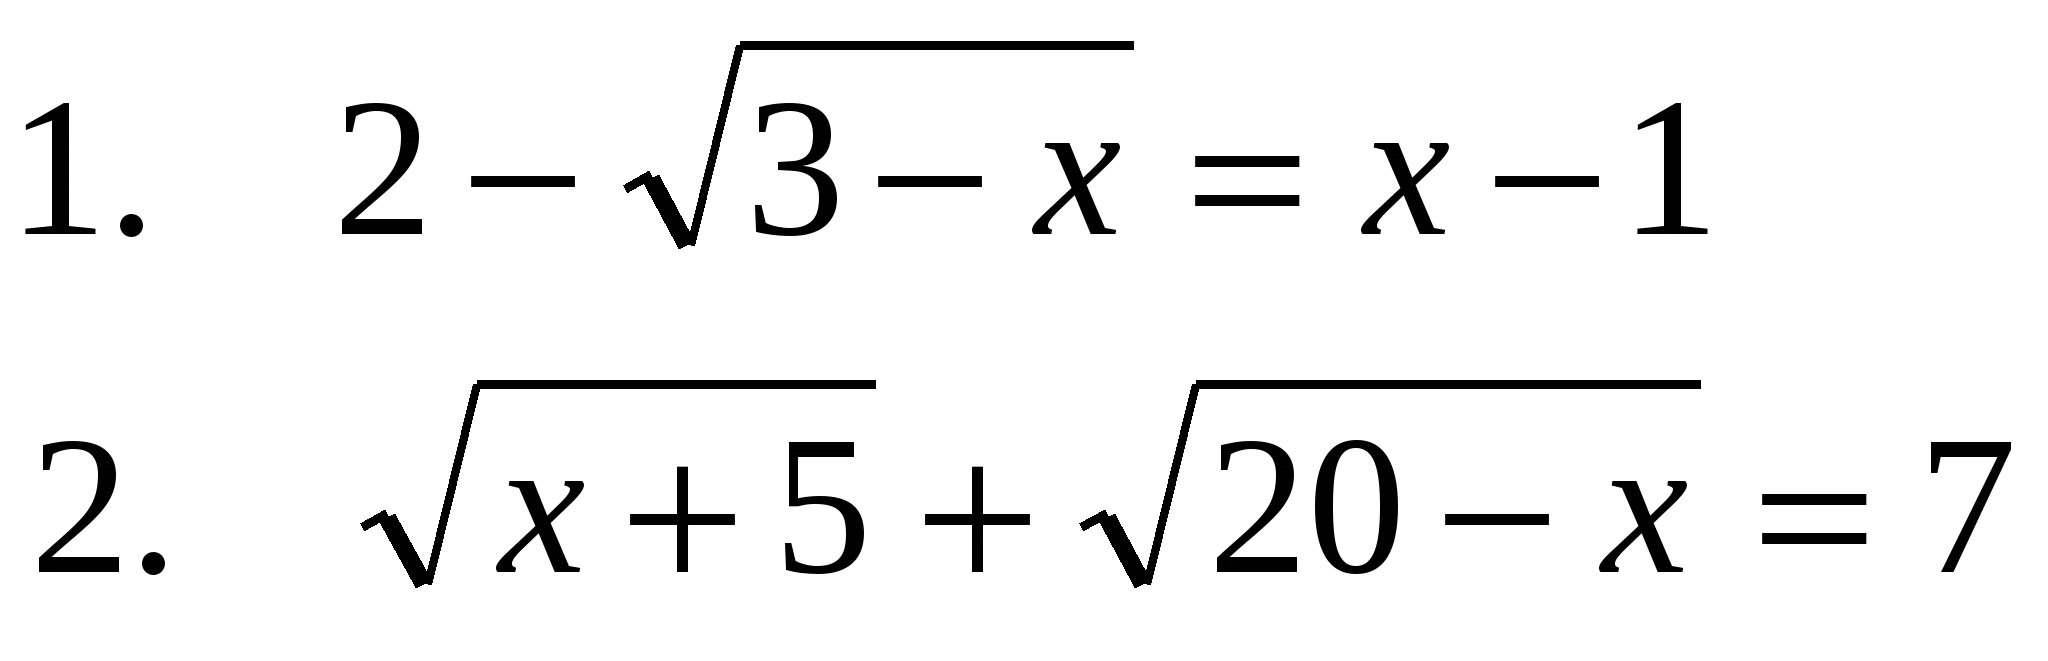 1. 2 − √(3 − x) = x − 1
2. √(x + 5) + √(20 − x) = 7